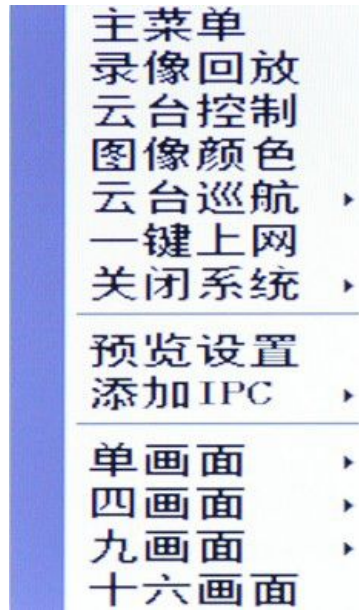 主菜单
录像回放
云台控制
图像颜色
云台巡航
一键上网
关闭系统
预览设置
添加IPC
单画面
四画面
九画面
十六画面